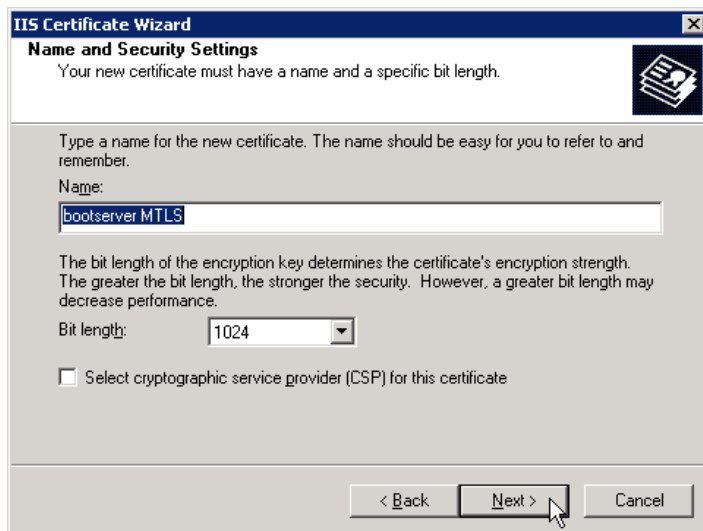 IIS Certificate Wizard
Name and Security Settings
Your new certificate must have a name and a specific bit length.
Type a name for the new certificate. The name should be easy for you to refer to and
remember.
Name:
bootserver MTLS
The bit length of the encryption key determines the certificate's encryption strength.
The greater the bit length, the stronger the security. However, a greater bit length may
decrease performance.
Bit length: 1024
Select cryptographic service provider (CSP) for this certificate
< Back Next > Cancel